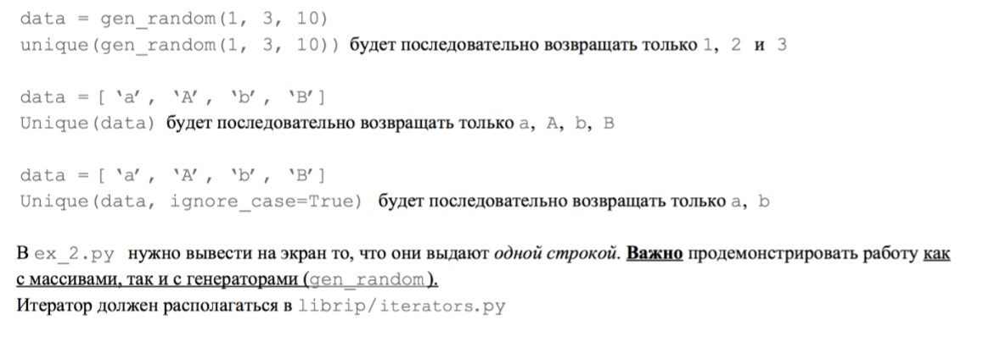 data = gen_random(1, 3, 10)
unique(gen_random(1, 3, 10)) будет последовательно возвращать только 1, 2 и 3
data = [ ‘a’, ‘A’, ‘b’, ‘B’]
Unique(data) будет последовательно возвращать только a, A, b, B
data = [ ‘a’, ‘A’, ‘b’, ‘B’]
Unique(data, ignore_case=True) будет последовательно возвращать только a, b
В ex_2.py нужно вывести на экран то, что они выдают одной строкой. Важно продемонстрировать работу как
с массивами, так и с генераторами (gen_random).
Итератор должен располагаться в librip/iterators.py